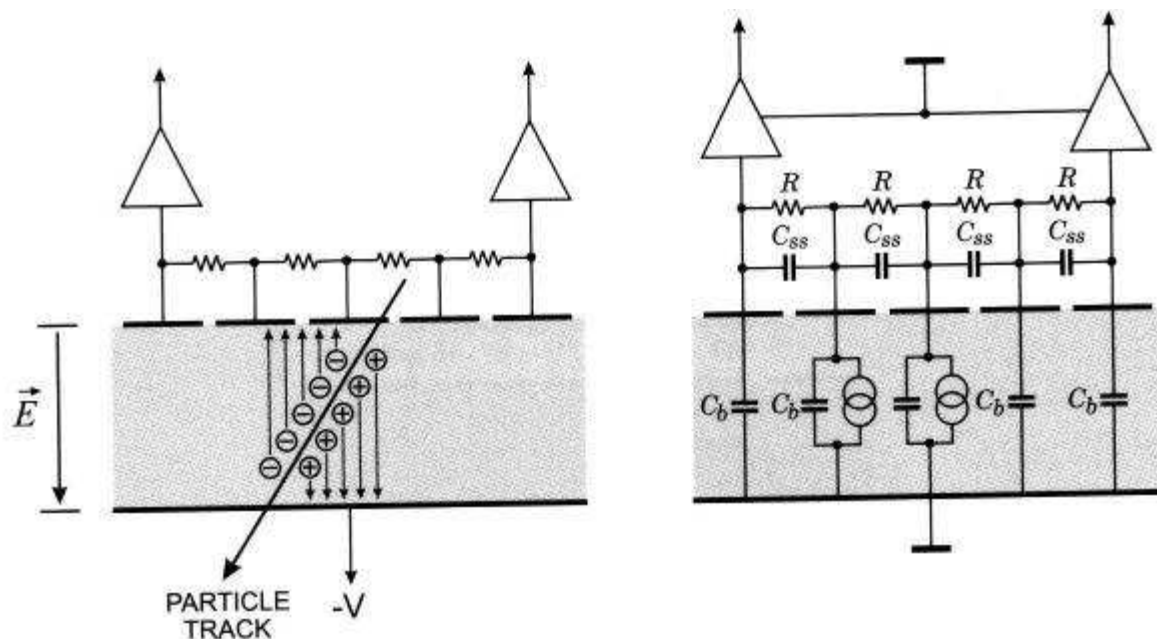 R R R R
C_ss C_ss C_ss C_ss
E⃗
⊖ ⊕
⊖ ⊕
⊖ ⊕
⊖ ⊕
⊖ ⊕
⊖ ⊕
C_b C_b C_b C_b
PARTICLE
TRACK
-V